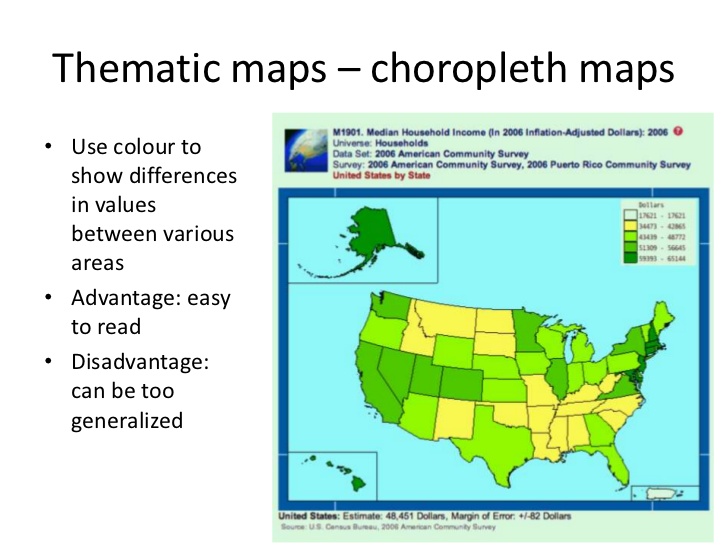 Thematic maps – choropleth maps
• Use colour to
show differences
in values
between various
areas
• Advantage: easy
to read
• Disadvantage:
can be too
generalized
M1901. Median Household Income (In 2006 Inflation-Adjusted Dollars): 2006 ?
Universe: Households
Data Set: 2006 American Community Survey
Survey: 2006 American Community Survey, 2006 Puerto Rico Community Survey
United States by State
Dollars
17621 - 17621
34473 - 42865
43439 - 48772
51309 - 56645
59393 - 65144
United States: Estimate: 48,451 Dollars, Margin of Error: +/-82 Dollars
Source: U.S. Census Bureau, 2006 American Community Survey